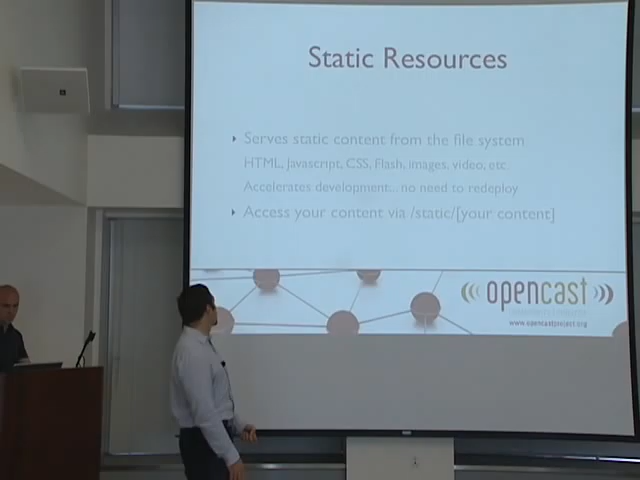 Static Resources
Serves static content from the file system
HTML, Javascript, CSS, Flash, images, video, etc
Accelerates development... no need to redeploy
Access your content via /static/[your content]
opencast
www.opencastproject.org